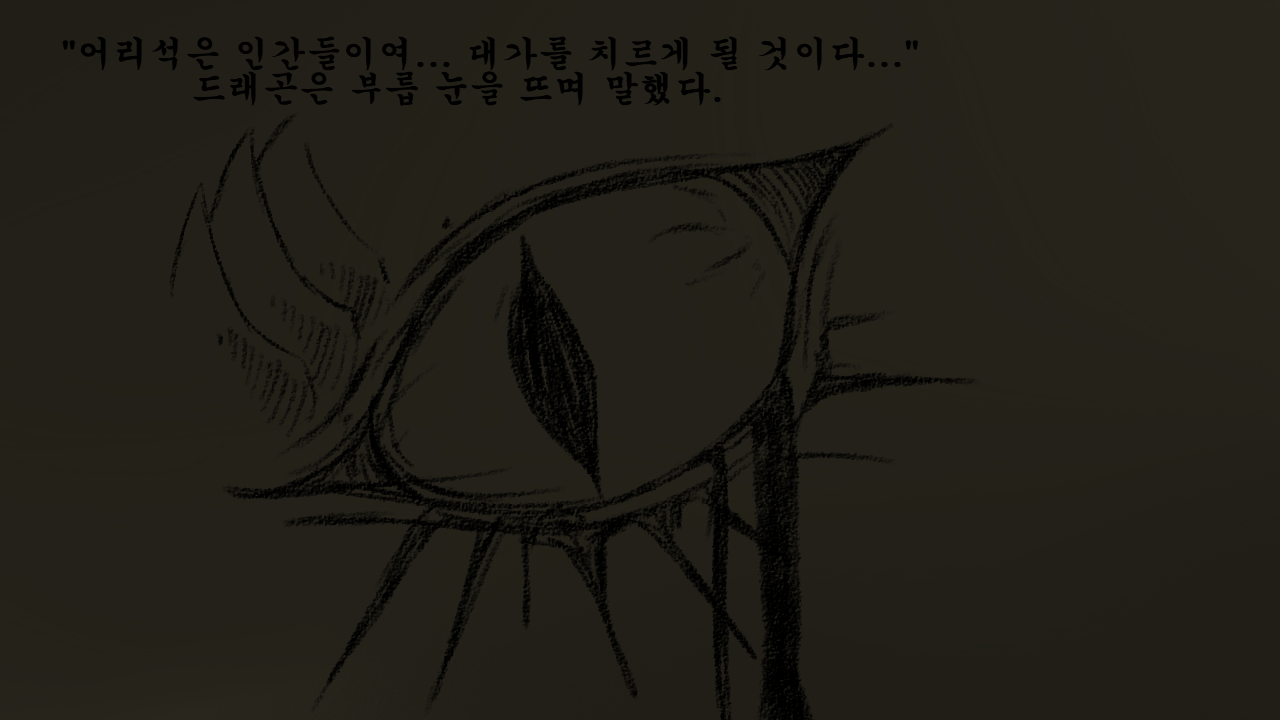 "어리석은 인간들이여... 대가를 치르게 될 것이다..."
드래곤은 부릅 눈을 뜨며 말했다.